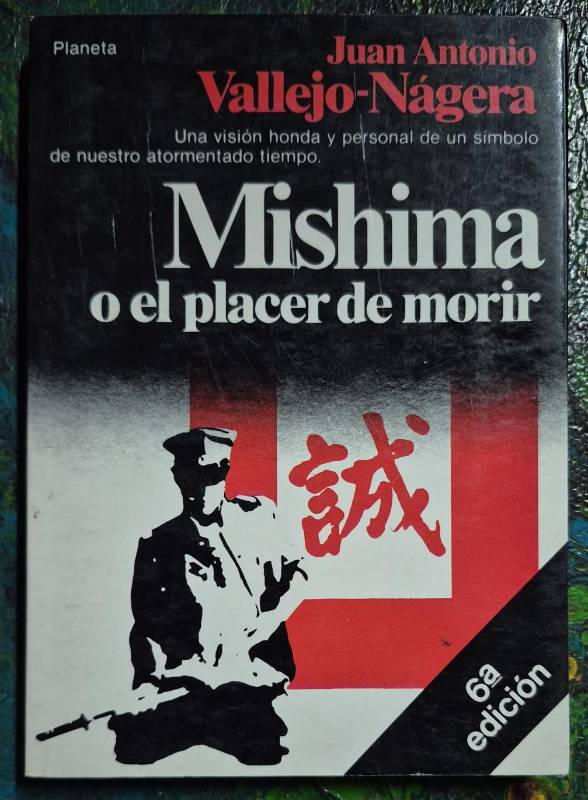 Planeta
Juan Antonio
Vallejo-Nágera
Una visión honda y personal de un símbolo
de nuestro atormentado tiempo.
Mishima
o el placer de morir
誠
6ª
edición